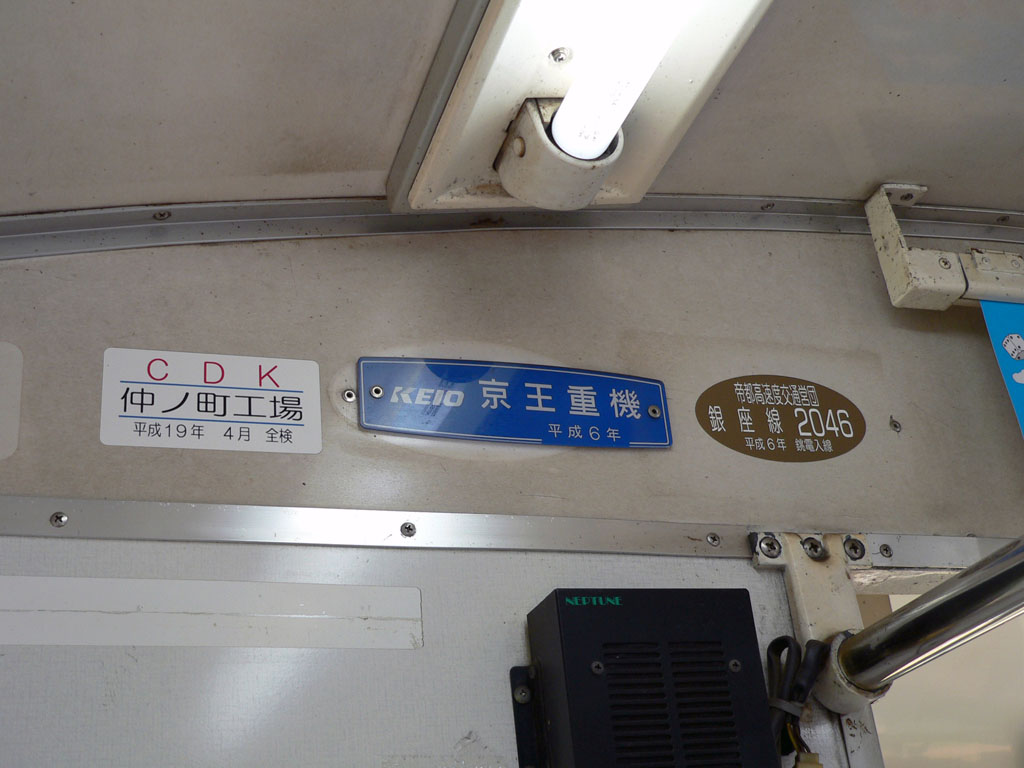 CDK
仲ノ町工場
平成19年 4月 全検
KEIO 京王重機
平成6年
帝都高速度交通営団
銀座線 2046
平成6年 銚電入線
NEPTUNE